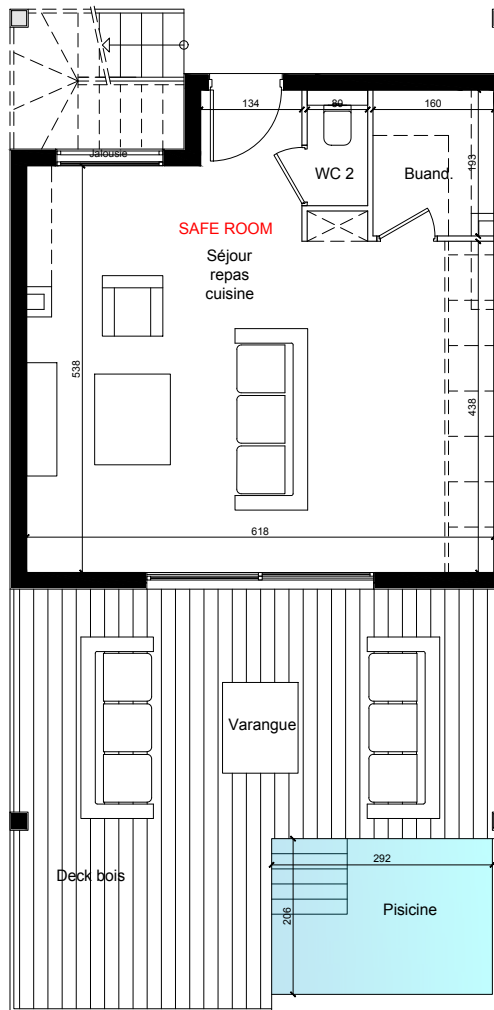 134
80
160
Jalousie
WC 2
Buand.
193
SAFE ROOM
Séjour
repas
cuisine
538
438
618
Varangue
Deck bois
292
206
Pisicine